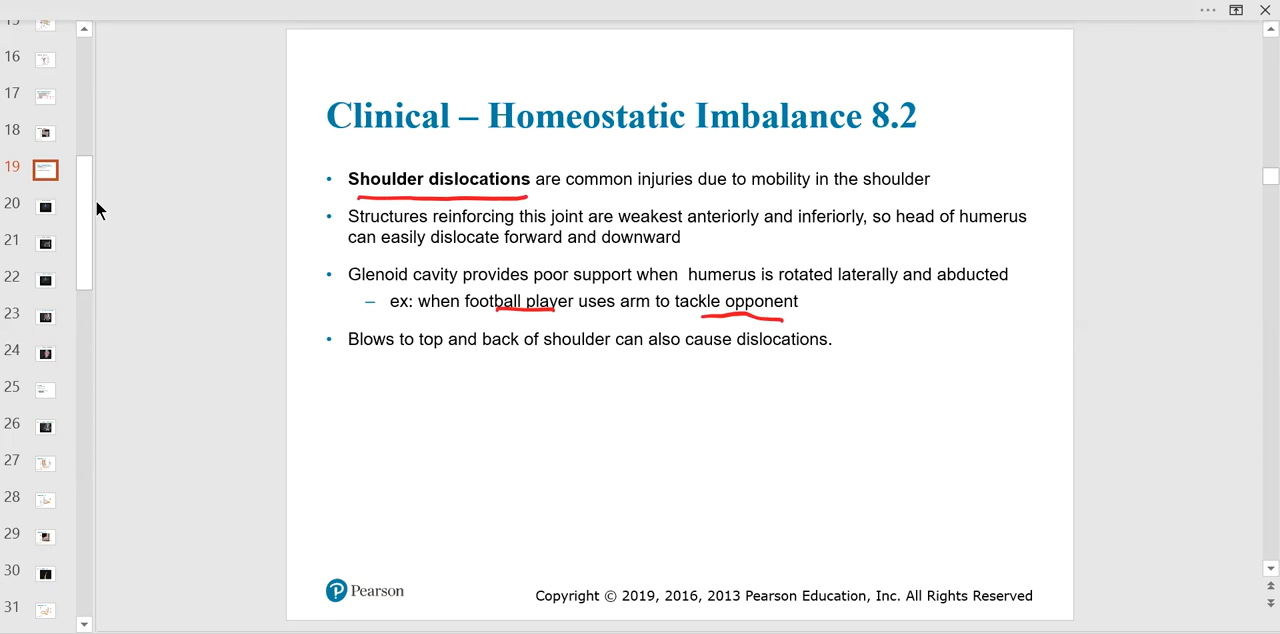 15
16
17
18
19
20
21
22
23
24
25
26
27
28
29
30
31
Clinical – Homeostatic Imbalance 8.2
• Shoulder dislocations are common injuries due to mobility in the shoulder
• Structures reinforcing this joint are weakest anteriorly and inferiorly, so head of humerus
can easily dislocate forward and downward
• Glenoid cavity provides poor support when humerus is rotated laterally and abducted
– ex: when football player uses arm to tackle opponent
• Blows to top and back of shoulder can also cause dislocations.
P Pearson
Copyright © 2019, 2016, 2013 Pearson Education, Inc. All Rights Reserved